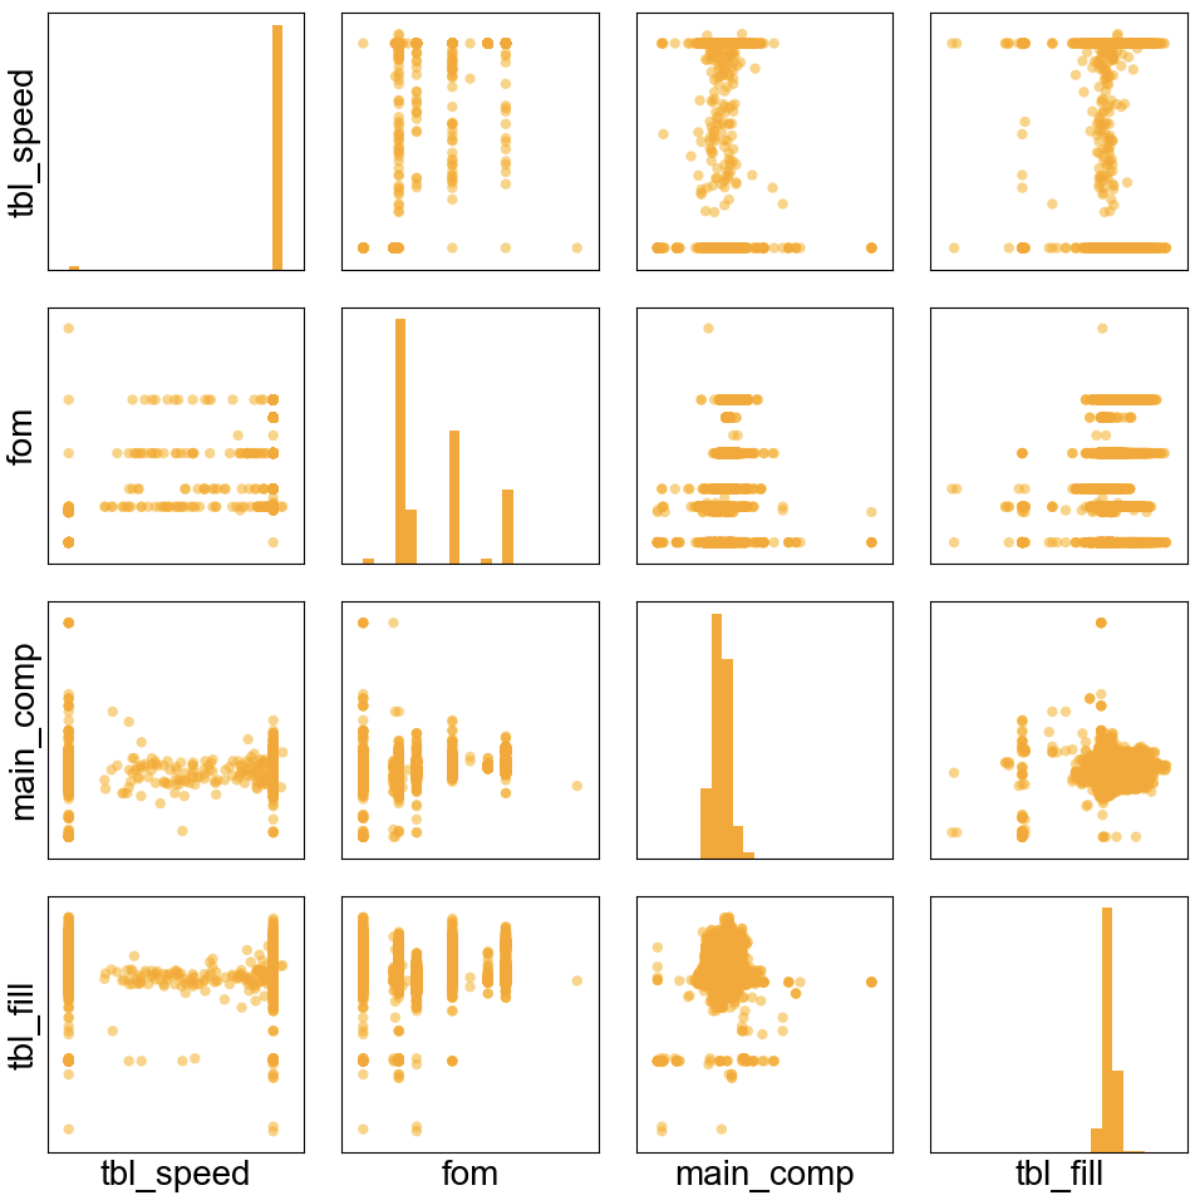 tbl_speed
fom
main_comp
tbl_fill
tbl_speed fom main_comp tbl_fill